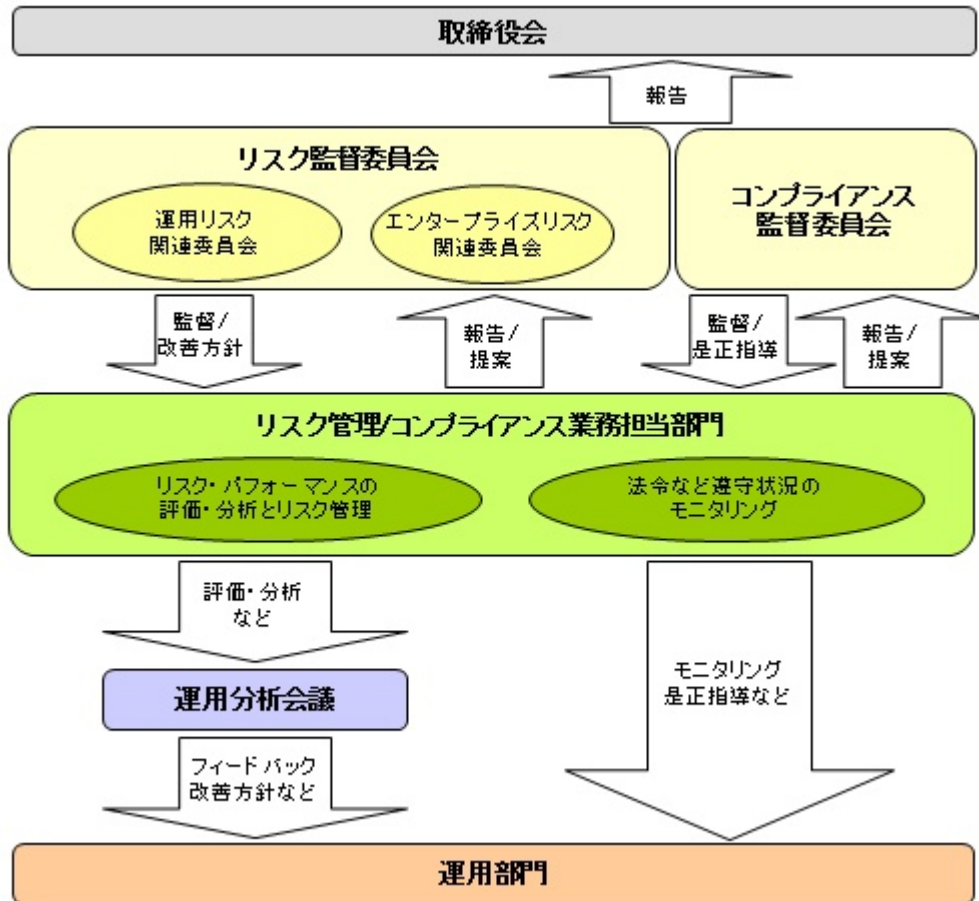 取締役会
報告
リスク監督委員会
運用リスク
関連委員会
エンタープライズリスク
関連委員会
コンプライアンス
監督委員会
監督/
改善方針
報告/
提案
監督/
是正指導
報告/
提案
リスク管理/コンプライアンス業務担当部門
リスク・パフォーマンスの
評価・分析とリスク管理
法令など遵守状況の
モニタリング
評価・分析
など
運用分析会議
フィードバック
改善方針など
モニタリング
是正指導など
運用部門